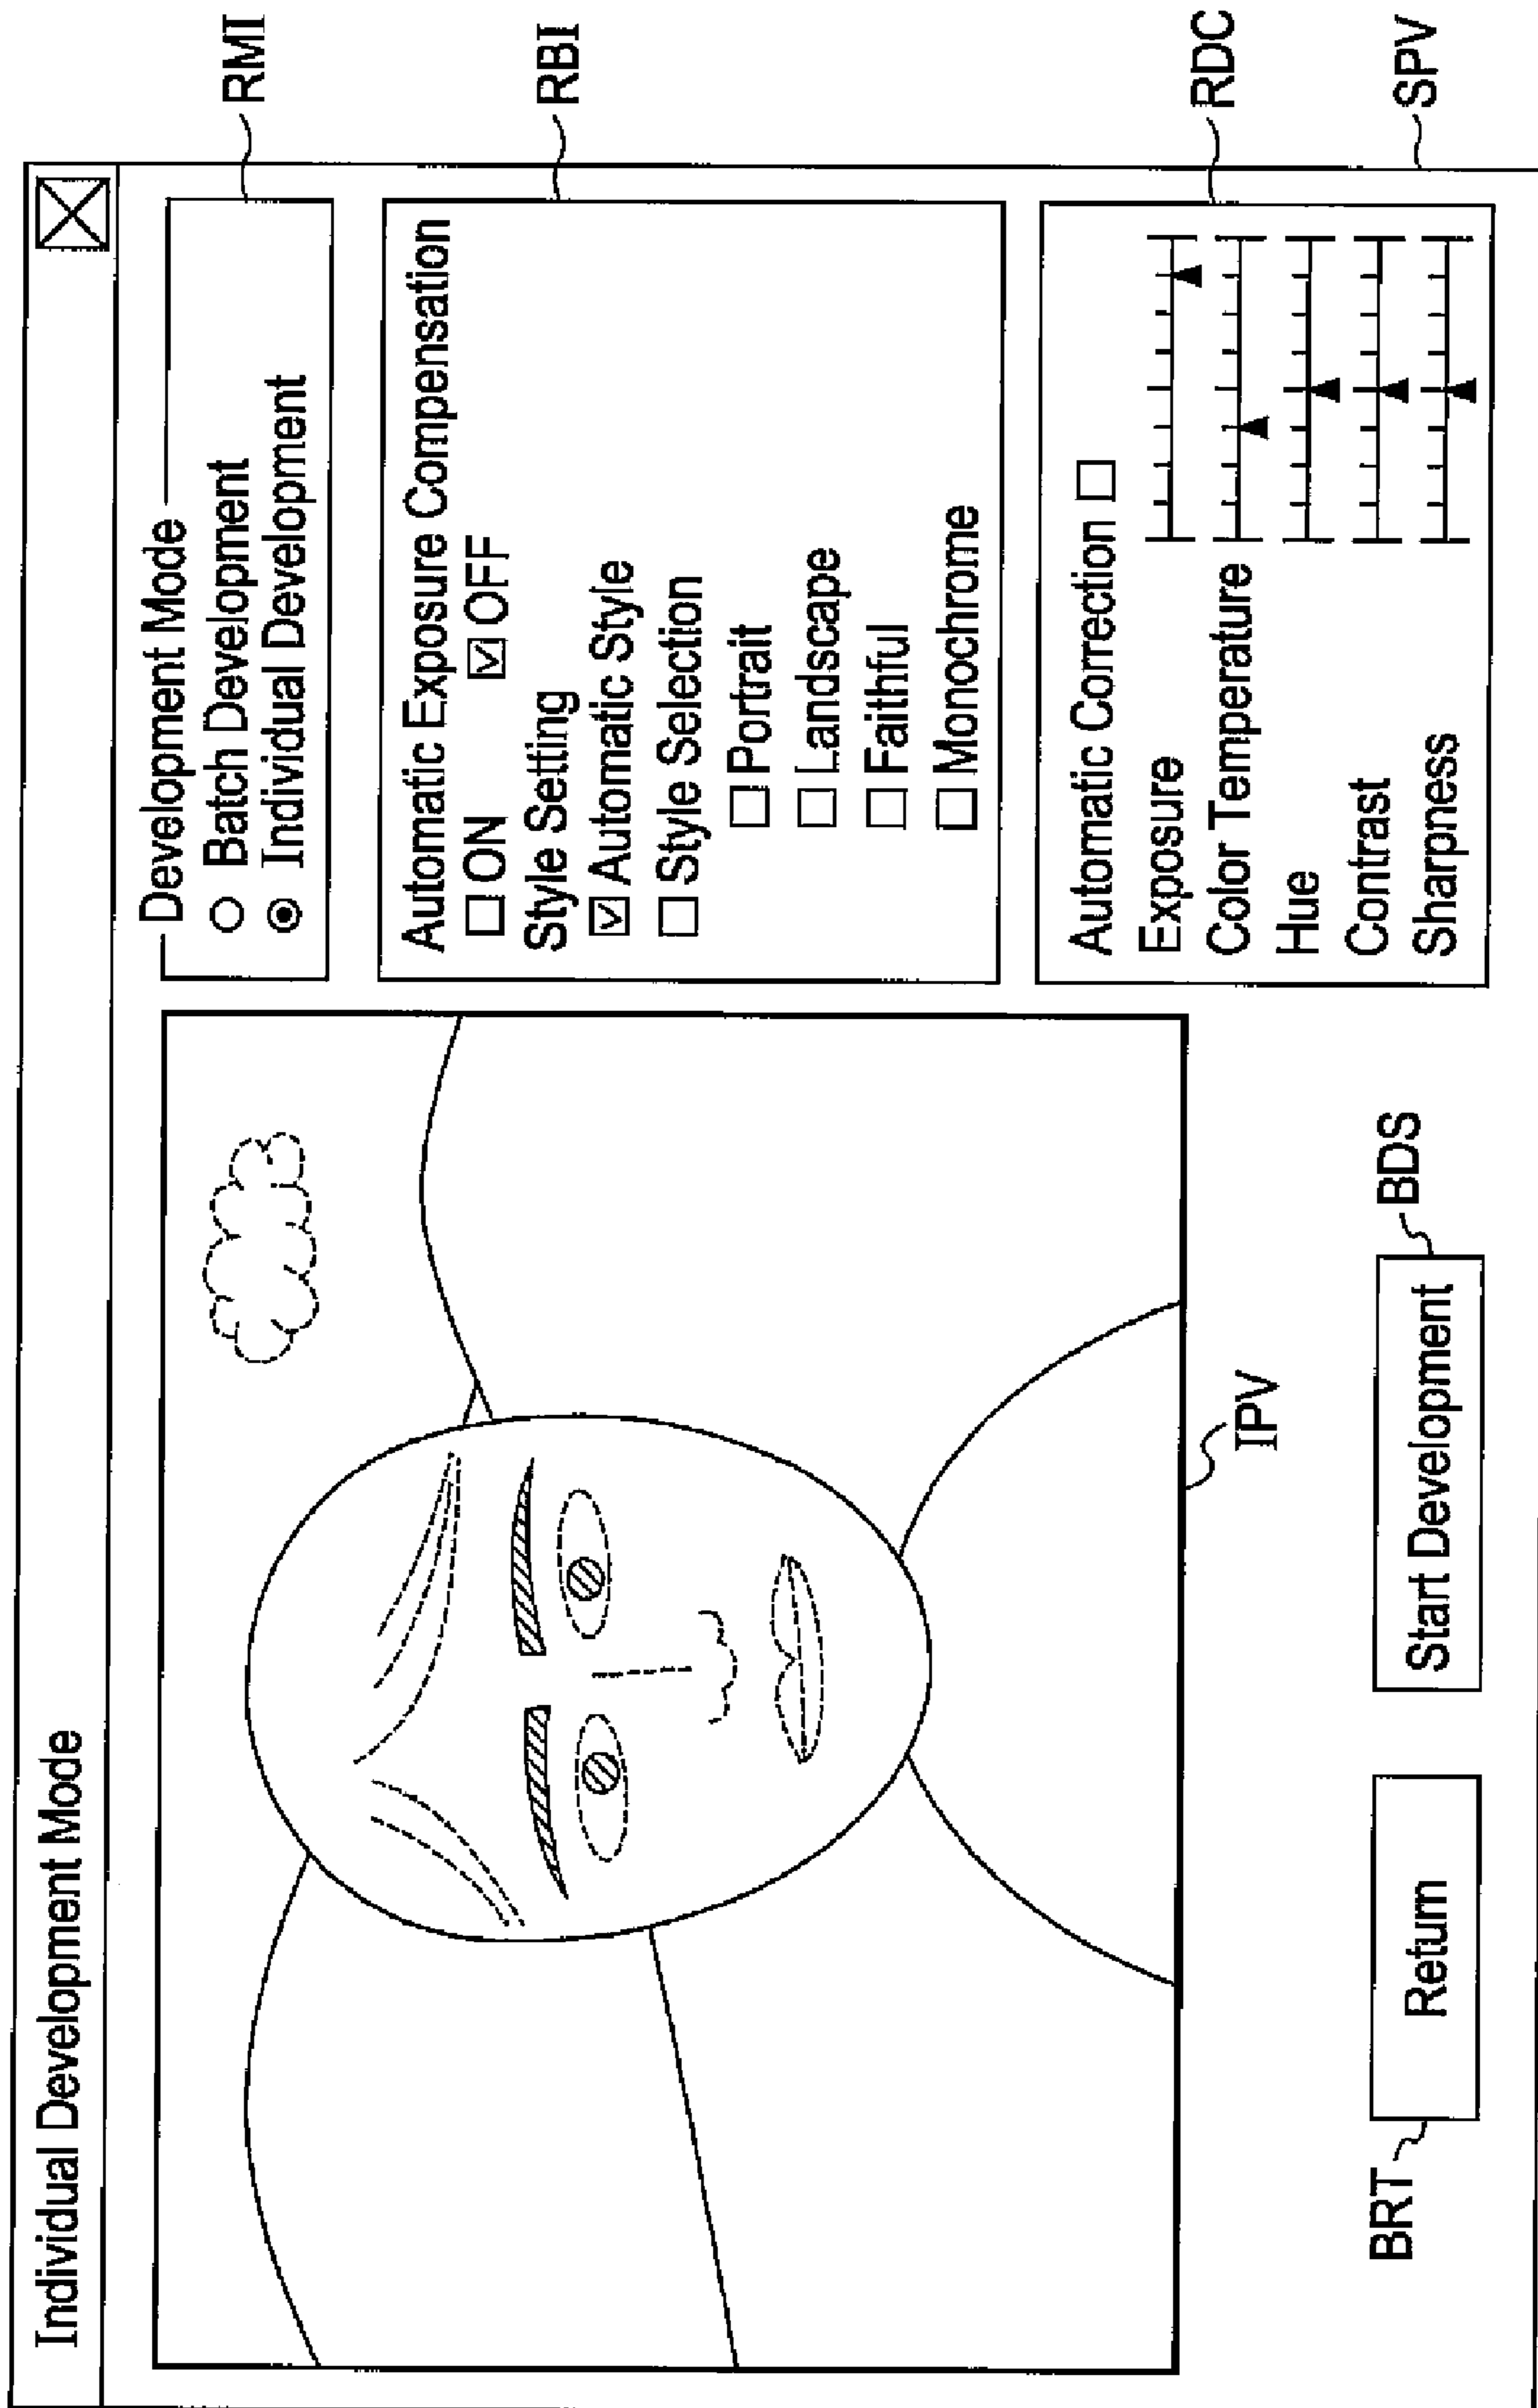 Individual Development Mode
Development Mode
Batch Development
Individual Development
RMI
Automatic Exposure Compensation
ON OFF
Style Setting
Automatic Style
Style Selection
Portrait
Landscape
Faithful
Monochrome
RBI
Automatic Correction
Exposure
Color Temperature
Hue
Contrast
Sharpness
RDC
SPV
IPV
BRT
Return
Start Development
BDS